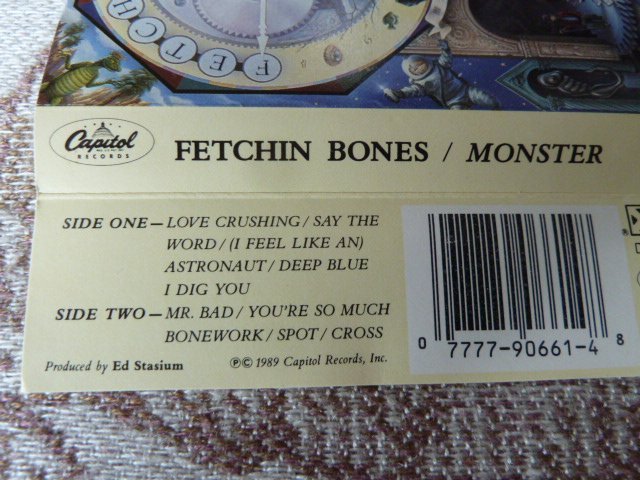 F E T C H
Capitol
RECORDS
FETCHIN BONES / MONSTER
SIDE ONE—LOVE CRUSHING / SAY THE
WORD / (I FEEL LIKE AN)
ASTRONAUT / DEEP BLUE
I DIG YOU
SIDE TWO—MR. BAD / YOU'RE SO MUCH
BONEWORK / SPOT / CROSS
Produced by Ed Stasium
℗© 1989 Capitol Records, Inc.
0 7777-90661-4 8